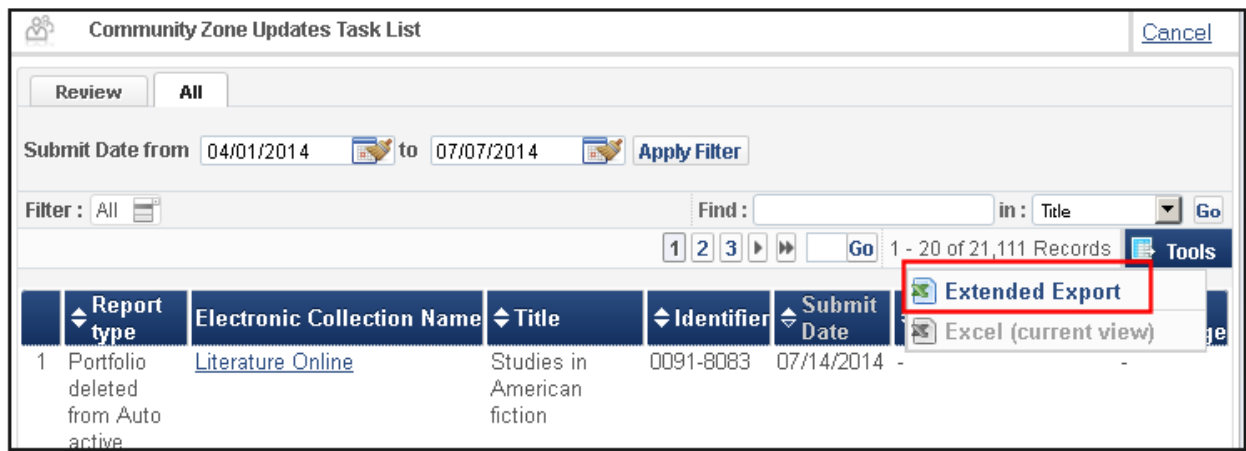 Community Zone Updates Task List
Cancel
Review All
Submit Date from 04/01/2014 to 07/07/2014 Apply Filter
Filter : All Find : in : Title Go
1 2 3 Go 1 - 20 of 21,111 Records Tools
Extended Export
Excel (current view)
Report type Electronic Collection Name Title Identifier Submit Date
1 Portfolio Literature Online Studies in 0091-8083 07/14/2014 - -
deleted American
from Auto fiction
active